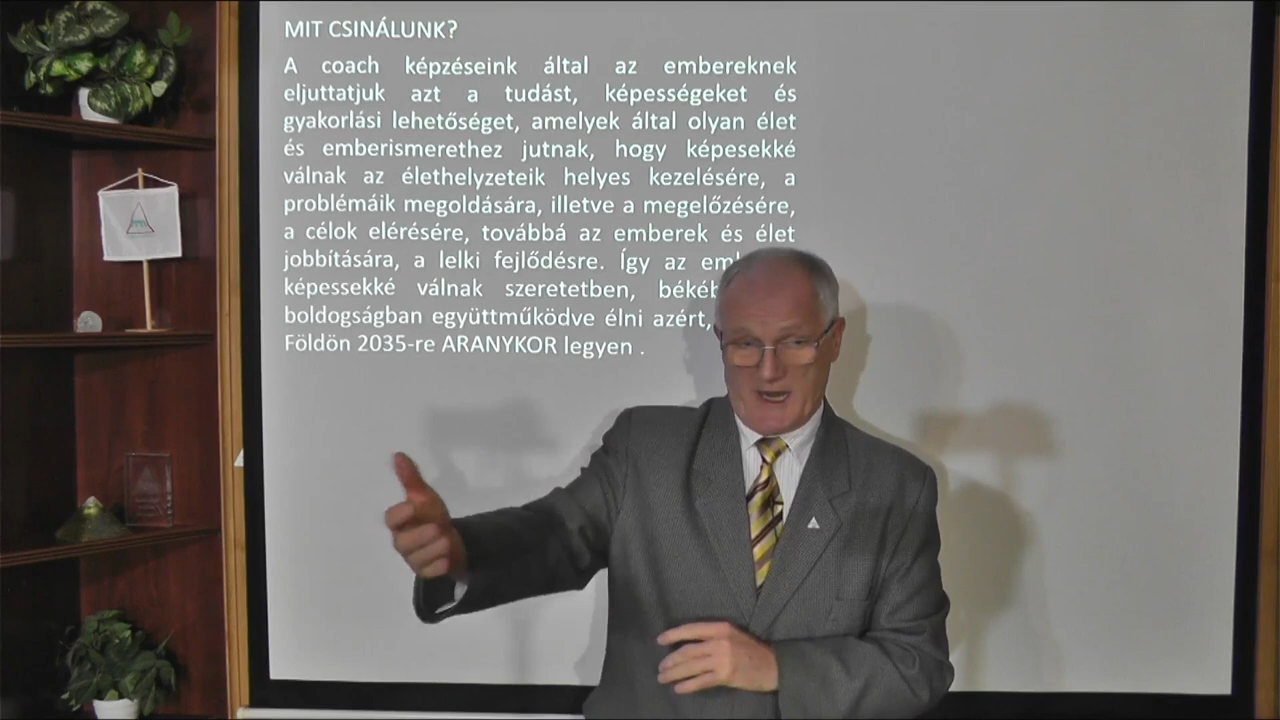 MIT CSINÁLUNK?
A coach képzéseink által az embereknek
eljuttatjuk azt a tudást, képességeket és
gyakorlási lehetőséget, amelyek által olyan élet
és emberismerethez jutnak, hogy képesekké
válnak az élethelyzeteik helyes kezelésére, a
problémáik megoldására, illetve a megelőzésére,
a célok elérésére, továbbá az emberek és élet
jobbítására, a lelki fejlődésre. Így az
képessekké válnak szeretetben,
boldogságban együttműködve élni azért,
Földön 2035-re ARANYKOR legyen .